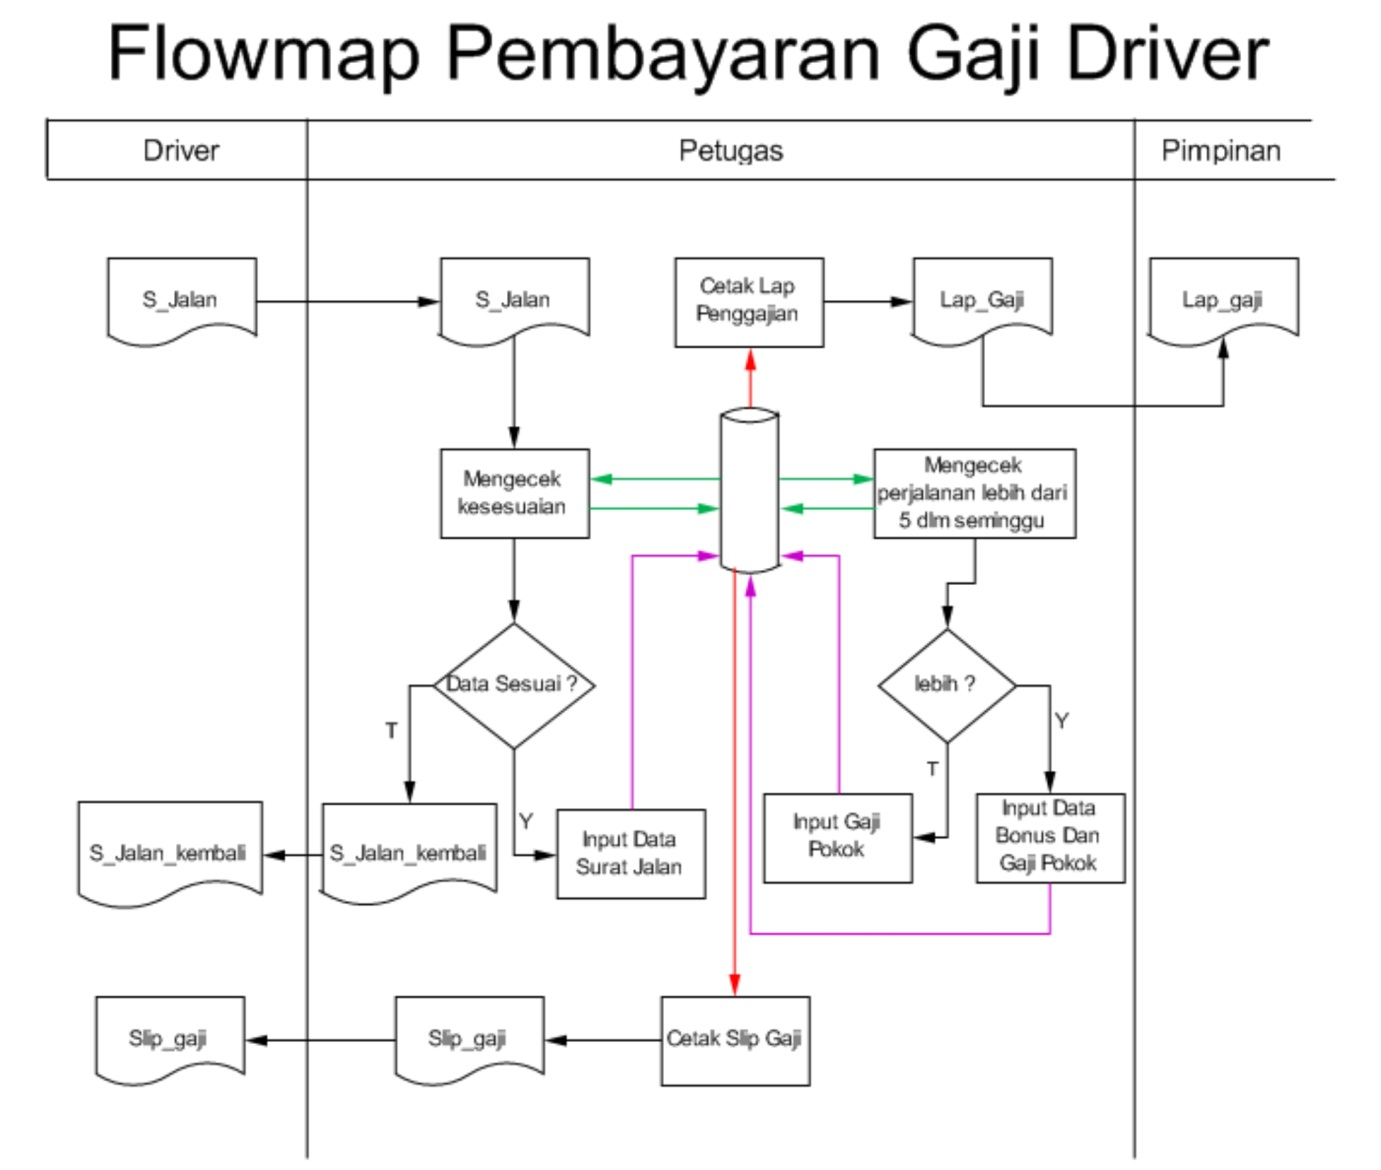 Flowmap Pembayaran Gaji Driver
Driver
Petugas
Pimpinan
S_Jalan
S_Jalan
Cetak Lap
Penggajian
Lap_Gaji
Lap_gaji
Mengecek
kesesuaian
Mengecek
perjalanan lebih dari
5 dlm seminggu
Data Sesuai ?
lebih ?
T
Y
T
Y
S_Jalan_kembali
S_Jalan_kembali
Input Data
Surat Jalan
Input Gaji
Pokok
Input Data
Bonus Dan
Gaji Pokok
Slip_gaji
Slip_gaji
Cetak Slip Gaji